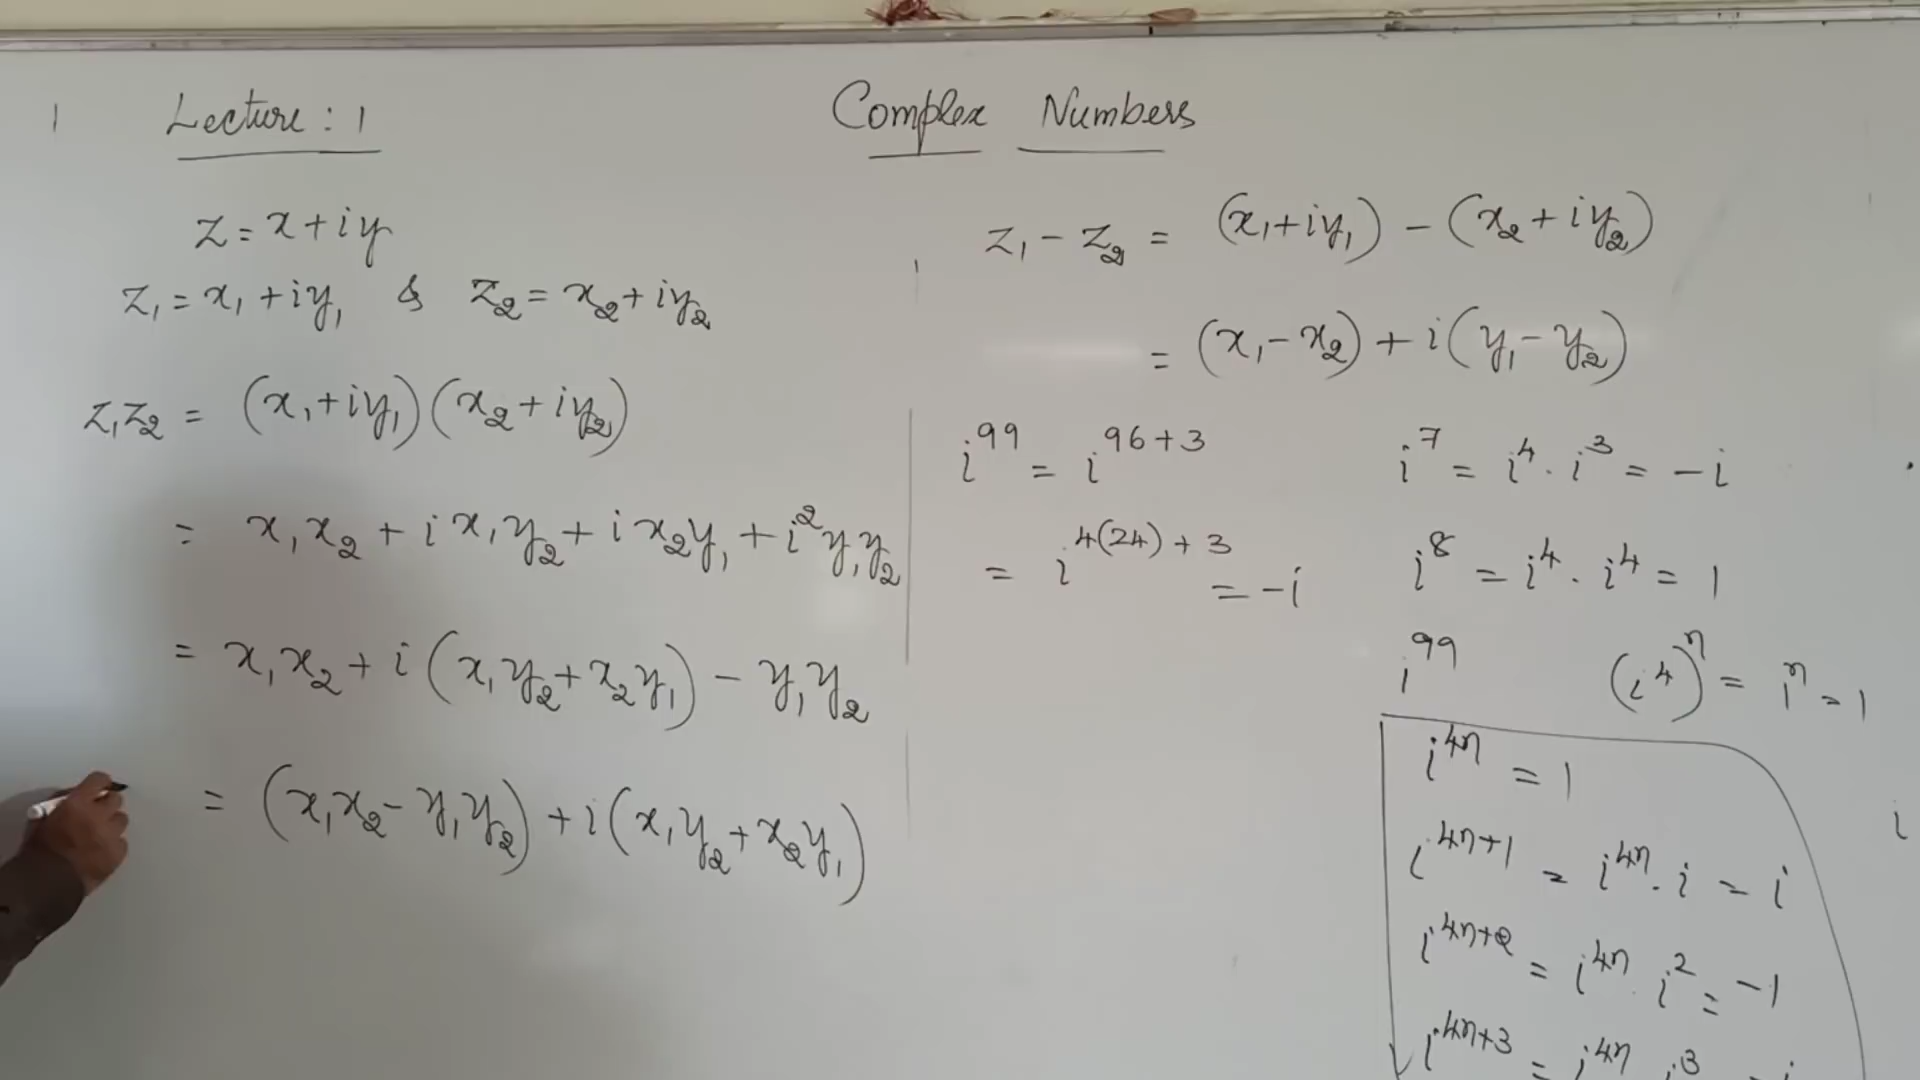 Lecture : 1
Complex Numbers
z = x + iy
z₁ = x₁ + iy₁ & z₂ = x₂ + iy₂
z₁z₂ = (x₁ + iy₁)(x₂ + iy₂)
= x₁x₂ + i x₁y₂ + i x₂y₁ + i²y₁y₂
= x₁x₂ + i(x₁y₂ + x₂y₁) - y₁y₂
= (x₁x₂ - y₁y₂) + i(x₁y₂ + x₂y₁)
z₁ - z₂ = (x₁ + iy₁) - (x₂ + iy₂)
= (x₁ - x₂) + i(y₁ - y₂)
i⁹⁹ = i⁹⁶⁺³
= i⁴⁽²⁴⁾ ⁺ ³ = -i
i⁷ = i⁴ . i³ = -i
i⁸ = i⁴ . i⁴ = 1
i⁹⁹ (i⁴)ⁿ = 1ⁿ = 1
i⁴ⁿ = 1
i⁴ⁿ⁺¹ = i⁴ⁿ . i = i
i⁴ⁿ⁺² = i⁴ⁿ . i² = -1
i⁴ⁿ⁺³ = i⁴ⁿ . i³ = -i
i